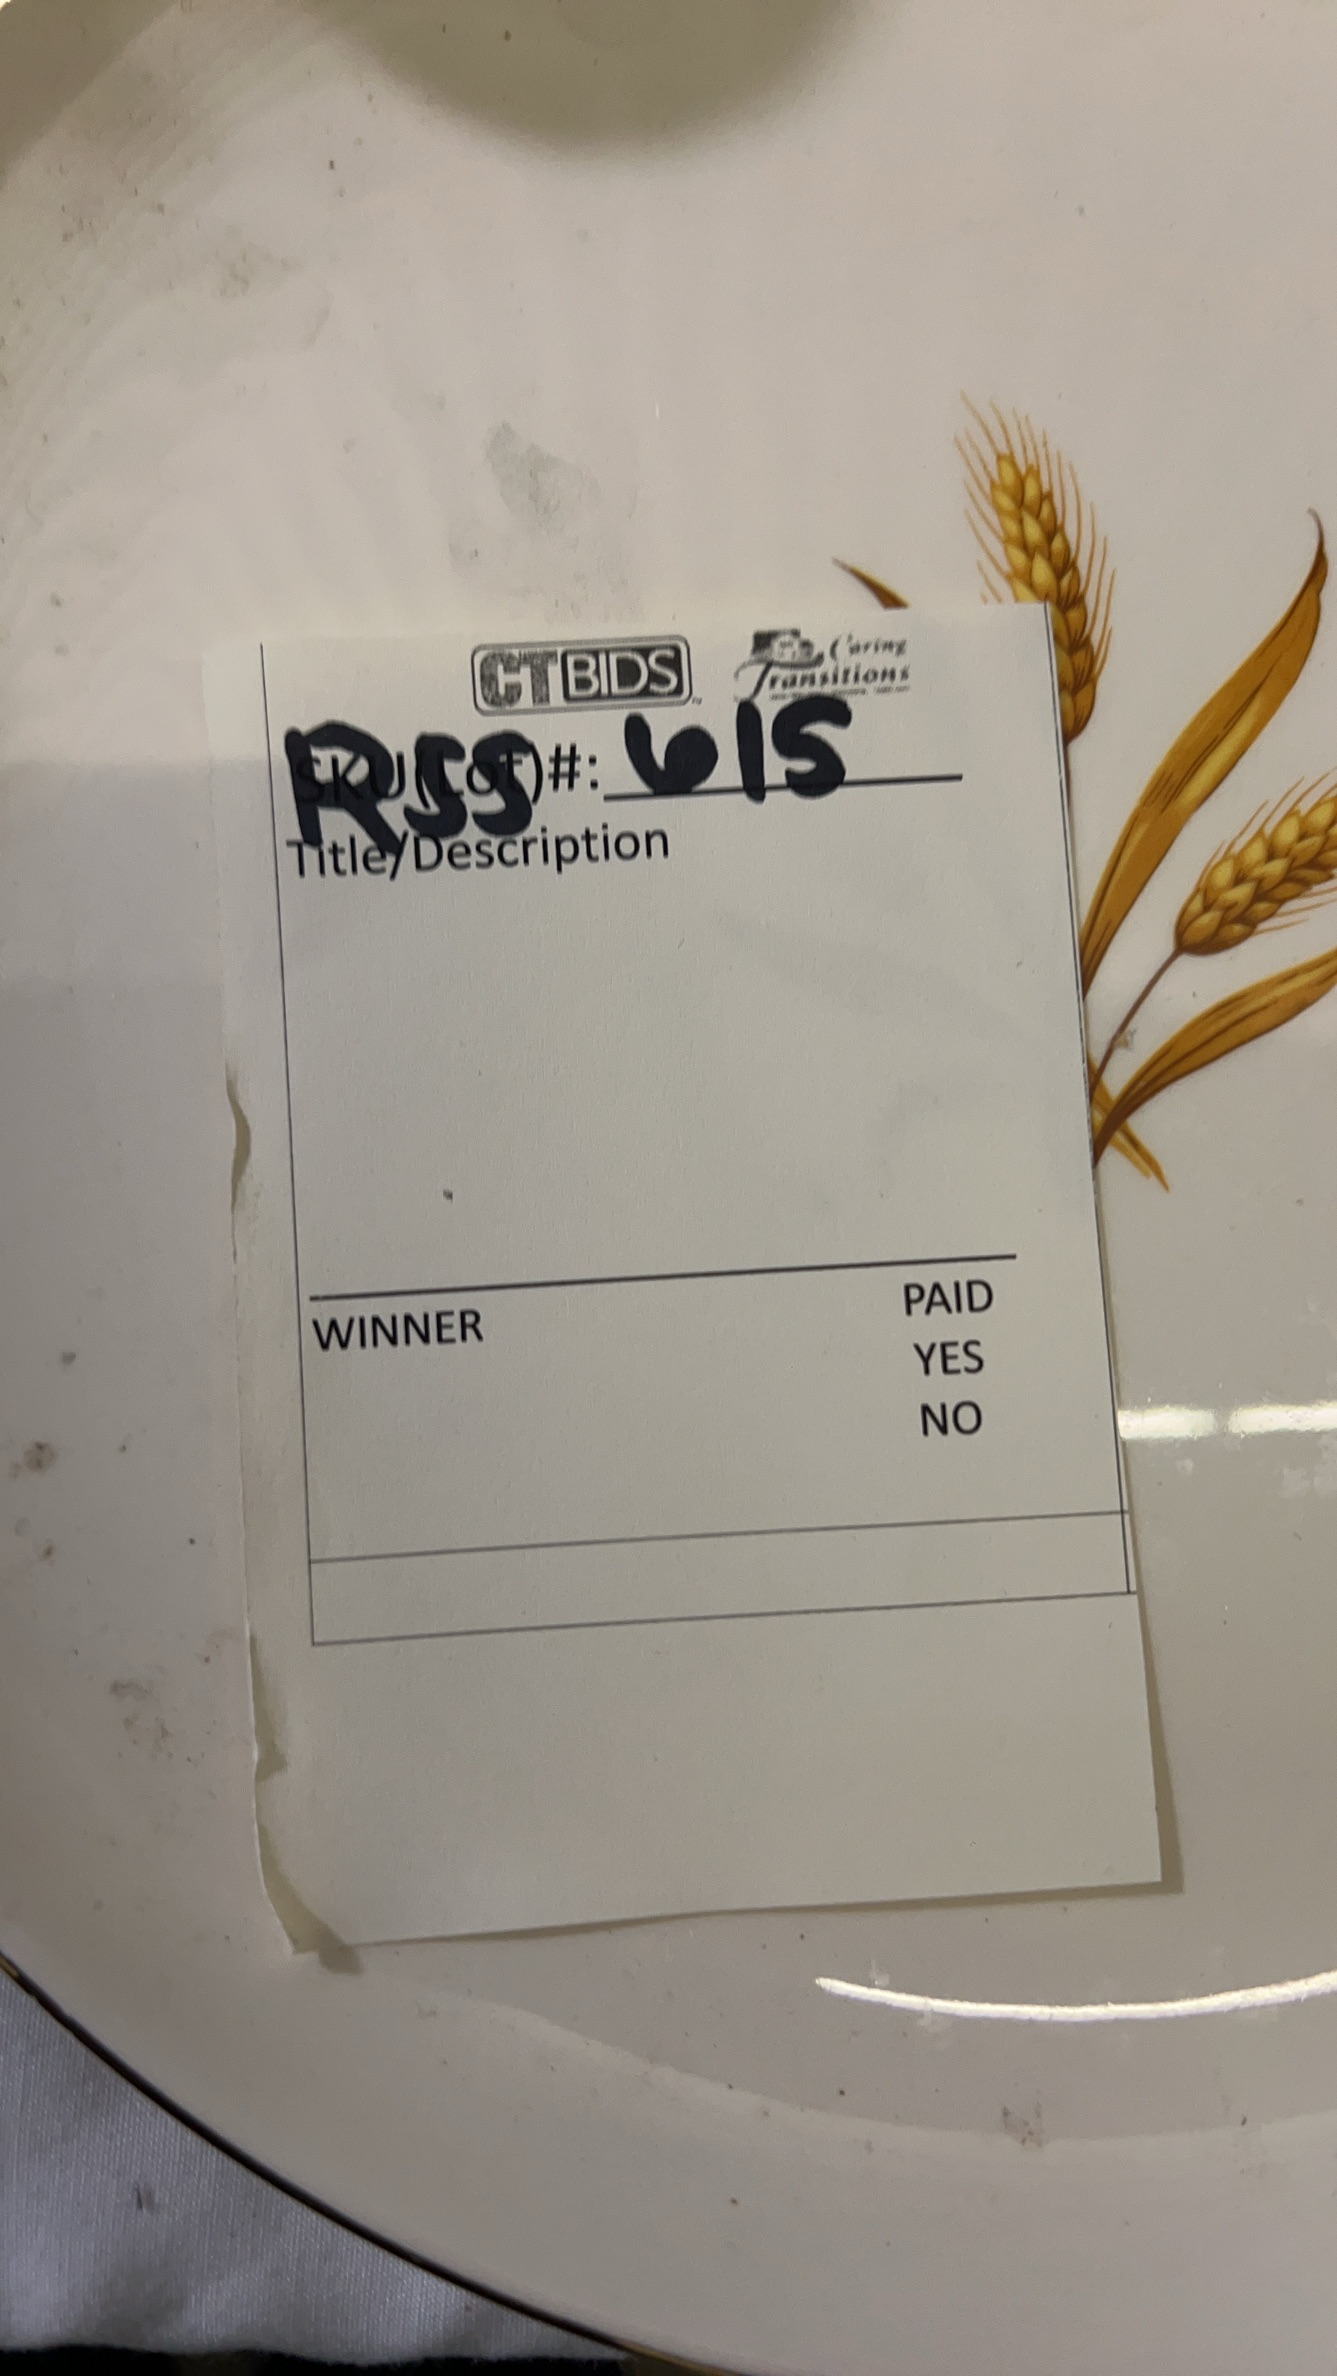 CTBIDS Caring Transitions
SKU(Lot)#: RSS 615
Title/Description
WINNER PAID
YES
NO